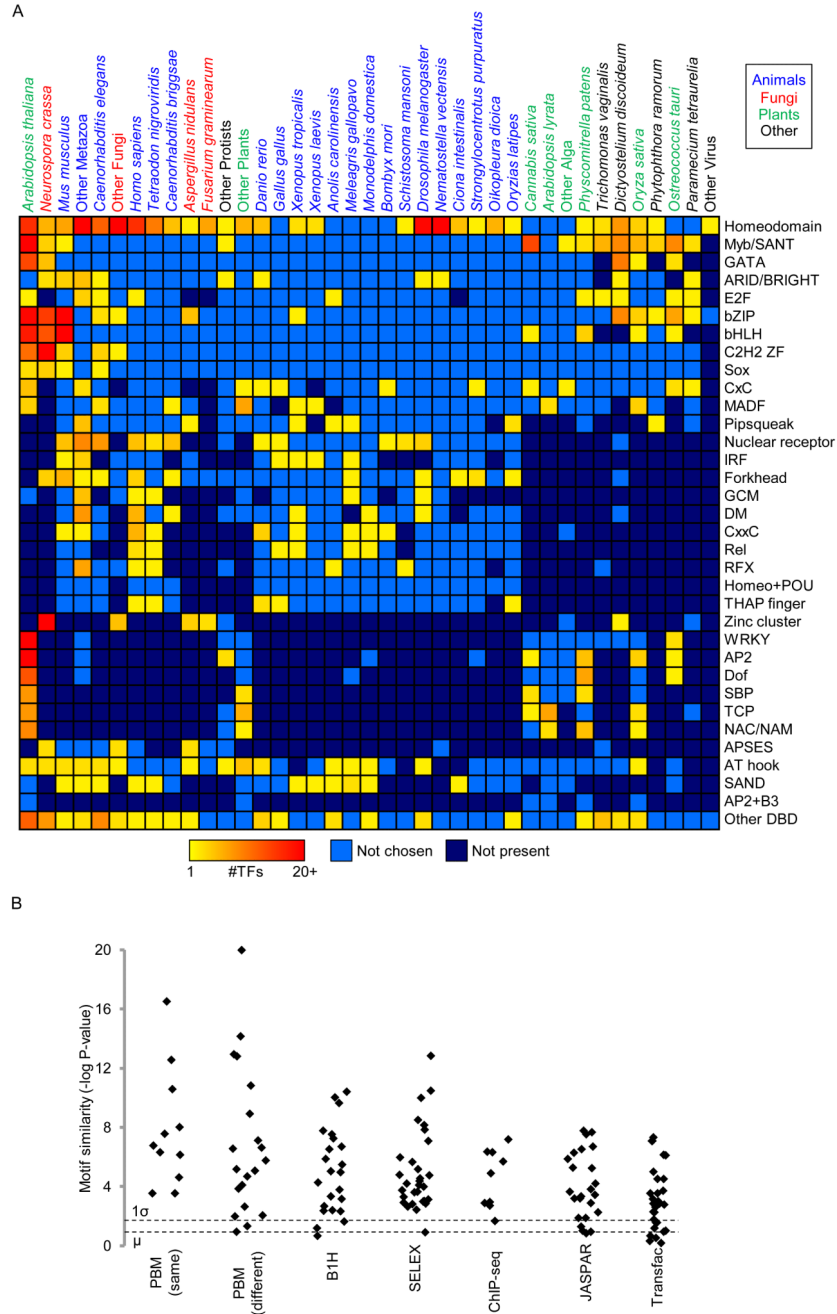 A
Arabidopsis thaliana
Neurospora crassa
Mus musculus
Other Metazoa
Caenorhabditis elegans
Other Fungi
Homo sapiens
Tetraodon nigroviridis
Caenorhabditis briggsae
Aspergillus nidulans
Fusarium graminearum
Other Protists
Other Plants
Danio rerio
Gallus gallus
Xenopus tropicalis
Xenopus laevis
Anolis carolinensis
Meleagris gallopavo
Monodelphis domestica
Bombyx mori
Schistosoma mansoni
Drosophila melanogaster
Nematostella vectensis
Ciona intestinalis
Strongylocentrotus purpuratus
Oikopleura dioica
Oryzias latipes
Cannabis sativa
Arabidopsis lyrata
Other Alga
Physcomitrella patens
Trichomonas vaginalis
Dictyostelium discoideum
Oryza sativa
Phytophthora ramorum
Ostreococcus tauri
Paramecium tetraurelia
Other Virus
Animals
Fungi
Plants
Other
Homeodomain
Myb/SANT
GATA
ARID/BRIGHT
E2F
bZIP
bHLH
C2H2 ZF
Sox
CxC
MADF
Pipsqueak
Nuclear receptor
IRF
Forkhead
GCM
DM
CxxC
Rel
RFX
Homeo+POU
THAP finger
Zinc cluster
WRKY
AP2
Dof
SBP
TCP
NAC/NAM
APSES
AT hook
SAND
AP2+B3
Other DBD
1 #TFs 20+
Not chosen
Not present
B
Motif similarity (-log P-value)
20
16
12
8
4
0
1σ
μ
PBM (same)
PBM (different)
B1H
SELEX
ChIP-seq
JASPAR
Transfac